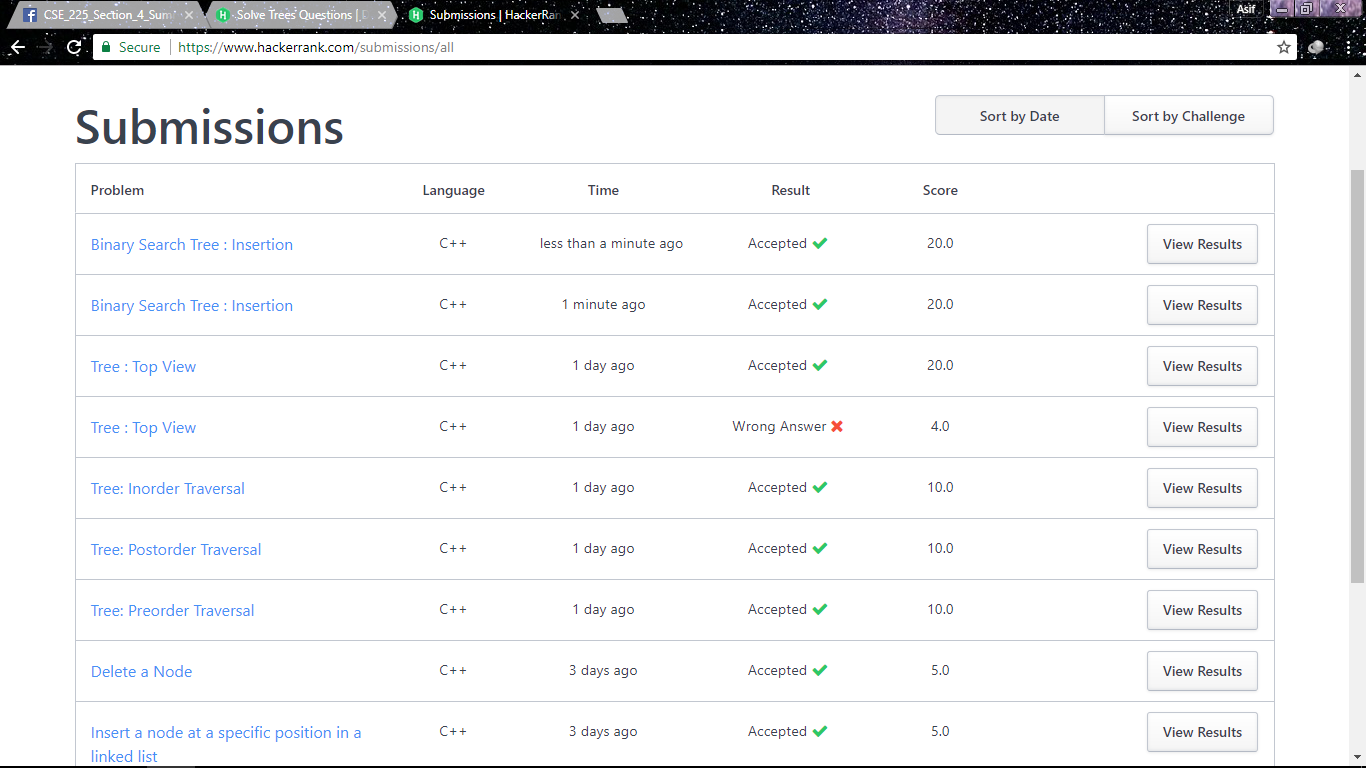 CSE_225_Section_4_Sum
Solve Trees Questions |
Submissions | HackerRan
Asif
Secure https://www.hackerrank.com/submissions/all
Submissions
Sort by Date Sort by Challenge
Problem Language Time Result Score
Binary Search Tree : Insertion C++ less than a minute ago Accepted 20.0 View Results
Binary Search Tree : Insertion C++ 1 minute ago Accepted 20.0 View Results
Tree : Top View C++ 1 day ago Accepted 20.0 View Results
Tree : Top View C++ 1 day ago Wrong Answer 4.0 View Results
Tree: Inorder Traversal C++ 1 day ago Accepted 10.0 View Results
Tree: Postorder Traversal C++ 1 day ago Accepted 10.0 View Results
Tree: Preorder Traversal C++ 1 day ago Accepted 10.0 View Results
Delete a Node C++ 3 days ago Accepted 5.0 View Results
Insert a node at a specific position in a C++ 3 days ago Accepted 5.0 View Results
linked list